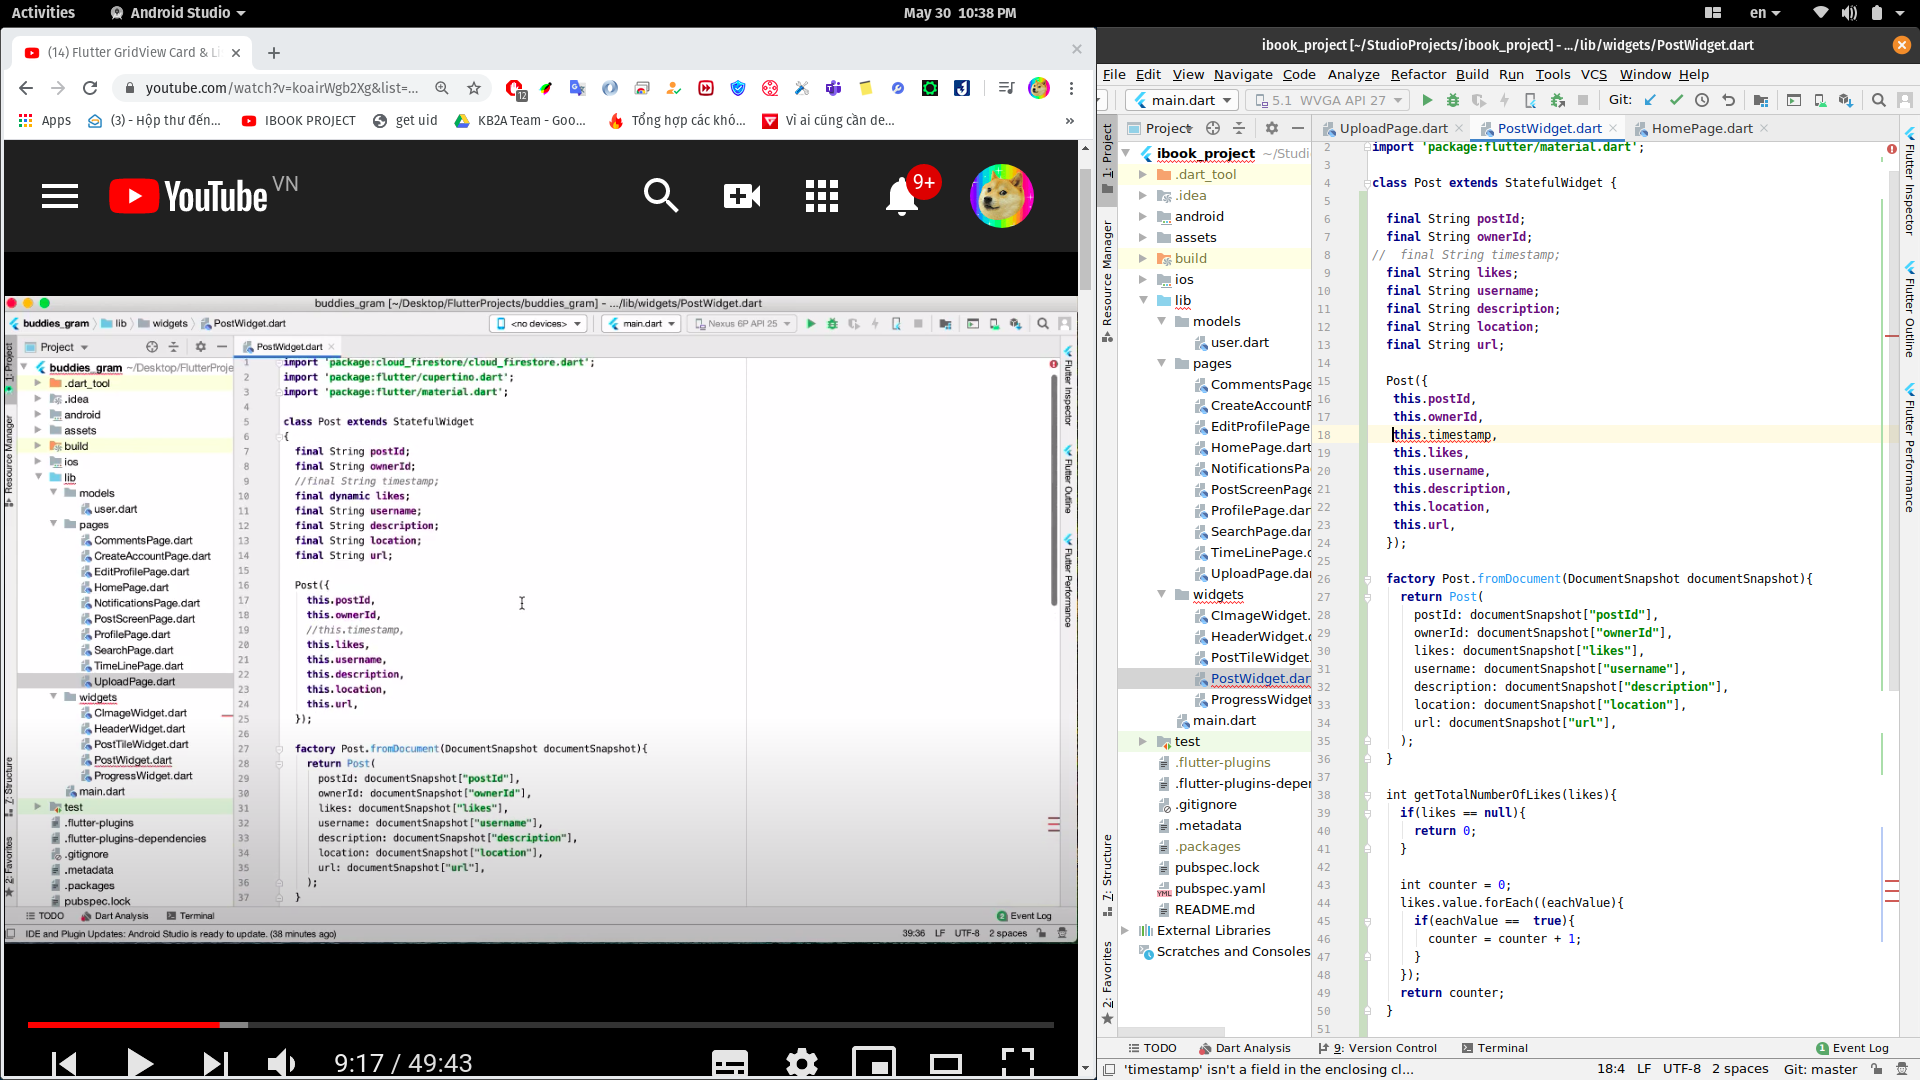 Activities
Android Studio
May 30 10:38 PM
en
(14) Flutter GridView Card & Li
youtube.com/watch?v=koairWgb2Xg&list=...
12
Apps
(3) - Hộp thư đến...
IBOOK PROJECT
get uid
KB2A Team - Goo...
Tổng hợp các khó...
Vì ai cũng cần de...
»
YouTube VN
9+
buddies_gram [~/Desktop/FlutterProjects/buddies_gram] - .../lib/widgets/PostWidget.dart
buddies_gram
lib
widgets
PostWidget.dart
<no devices>
main.dart
Nexus 6P API 25
Project
PostWidget.dart
1: Project
Resource Manager
7: Structure
2: Favorites
buddies_gram ~/Desktop/FlutterProje
.dart_tool
.idea
android
assets
build
ios
lib
models
user.dart
pages
CommentsPage.dart
CreateAccountPage.dart
EditProfilePage.dart
HomePage.dart
NotificationsPage.dart
PostScreenPage.dart
ProfilePage.dart
SearchPage.dart
TimeLinePage.dart
UploadPage.dart
widgets
CImageWidget.dart
HeaderWidget.dart
PostTileWidget.dart
PostWidget.dart
ProgressWidget.dart
main.dart
test
.flutter-plugins
.flutter-plugins-dependencies
.gitignore
.metadata
.packages
pubspec.lock
1 import 'package:cloud_firestore/cloud_firestore.dart';
2 import 'package:flutter/cupertino.dart';
3 import 'package:flutter/material.dart';
4
5 class Post extends StatefulWidget
6 {
7 final String postId;
8 final String ownerId;
9 //final String timestamp;
10 final dynamic likes;
11 final String username;
12 final String description;
13 final String location;
14 final String url;
15
16 Post({
17 this.postId,
18 this.ownerId,
19 //this.timestamp,
20 this.likes,
21 this.username,
22 this.description,
23 this.location,
24 this.url,
25 });
26
27 factory Post.fromDocument(DocumentSnapshot documentSnapshot){
28 return Post(
29 postId: documentSnapshot["postId"],
30 ownerId: documentSnapshot["ownerId"],
31 likes: documentSnapshot["likes"],
32 username: documentSnapshot["username"],
33 description: documentSnapshot["description"],
34 location: documentSnapshot["location"],
35 url: documentSnapshot["url"],
36 );
37 }
Flutter Inspector
Flutter Outline
Flutter Performance
TODO
Dart Analysis
Terminal
2 Event Log
IDE and Plugin Updates: Android Studio is ready to update. (38 minutes ago)
39:36 LF UTF-8 2 spaces
9:17 / 49:43
ibook_project [~/StudioProjects/ibook_project] - .../lib/widgets/PostWidget.dart
File Edit View Navigate Code Analyze Refactor Build Run Tools VCS Window Help
main.dart
5.1 WVGA API 27
Git:
Project
UploadPage.dart
PostWidget.dart
HomePage.dart
1: Project
Resource Manager
7: Structure
2: Favorites
ibook_project ~/Studi
.dart_tool
.idea
android
assets
build
ios
lib
models
user.dart
pages
CommentsPage
CreateAccountP
EditProfilePage
HomePage.dart
NotificationsPa
PostScreenPage
ProfilePage.dar
SearchPage.dar
TimeLinePage.d
UploadPage.dar
widgets
CImageWidget.
HeaderWidget.d
PostTileWidget.
PostWidget.dar
ProgressWidget
main.dart
test
.flutter-plugins
.flutter-plugins-deper
.gitignore
.metadata
.packages
pubspec.lock
pubspec.yaml
README.md
External Libraries
Scratches and Consoles
2 import 'package:flutter/material.dart';
3
4 class Post extends StatefulWidget {
5
6 final String postId;
7 final String ownerId;
8 // final String timestamp;
9 final String likes;
10 final String username;
11 final String description;
12 final String location;
13 final String url;
14
15 Post({
16 this.postId,
17 this.ownerId,
18 this.timestamp,
19 this.likes,
20 this.username,
21 this.description,
22 this.location,
23 this.url,
24 });
25
26 factory Post.fromDocument(DocumentSnapshot documentSnapshot){
27 return Post(
28 postId: documentSnapshot["postId"],
29 ownerId: documentSnapshot["ownerId"],
30 likes: documentSnapshot["likes"],
31 username: documentSnapshot["username"],
32 description: documentSnapshot["description"],
33 location: documentSnapshot["location"],
34 url: documentSnapshot["url"],
35 );
36 }
37
38 int getTotalNumberOfLikes(likes){
39 if(likes == null){
40 return 0;
41 }
42
43 int counter = 0;
44 likes.value.forEach((eachValue){
45 if(eachValue == true){
46 counter = counter + 1;
47 }
48 });
49 return counter;
50 }
51
Flutter Inspector
Flutter Outline
Flutter Performance
TODO
Dart Analysis
9: Version Control
Terminal
1 Event Log
'timestamp' isn't a field in the enclosing cl...
18:4 LF UTF-8 2 spaces Git: master